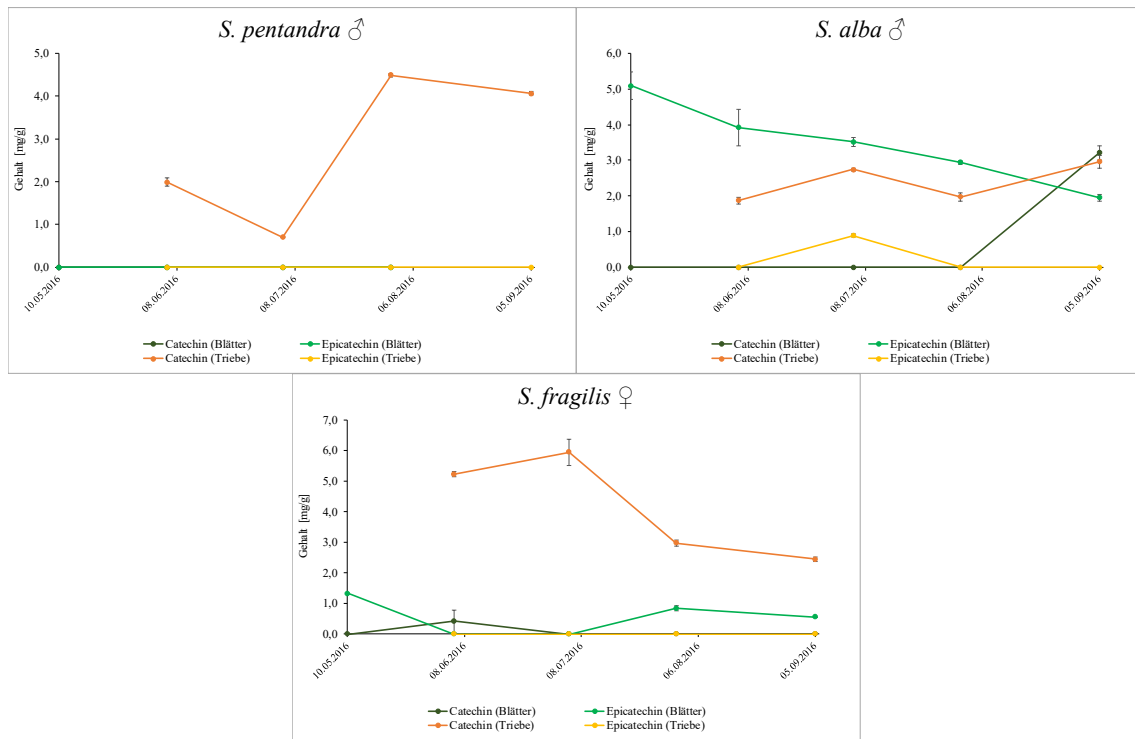 S. pentandra ♂
5,0
4,0
3,0
2,0
1,0
0,0
Gehalt [mg/g]
10.05.2016
08.06.2016
08.07.2016
06.08.2016
05.09.2016
Catechin (Blätter)
Epicatechin (Blätter)
Catechin (Triebe)
Epicatechin (Triebe)
S. alba ♂
6,0
5,0
4,0
3,0
2,0
1,0
0,0
Gehalt [mg/g]
10.05.2016
08.06.2016
08.07.2016
06.08.2016
05.09.2016
Catechin (Blätter)
Epicatechin (Blätter)
Catechin (Triebe)
Epicatechin (Triebe)
S. fragilis ♀
7,0
6,0
5,0
4,0
3,0
2,0
1,0
0,0
Gehalt [mg/g]
10.05.2016
08.06.2016
08.07.2016
06.08.2016
05.09.2016
Catechin (Blätter)
Epicatechin (Blätter)
Catechin (Triebe)
Epicatechin (Triebe)